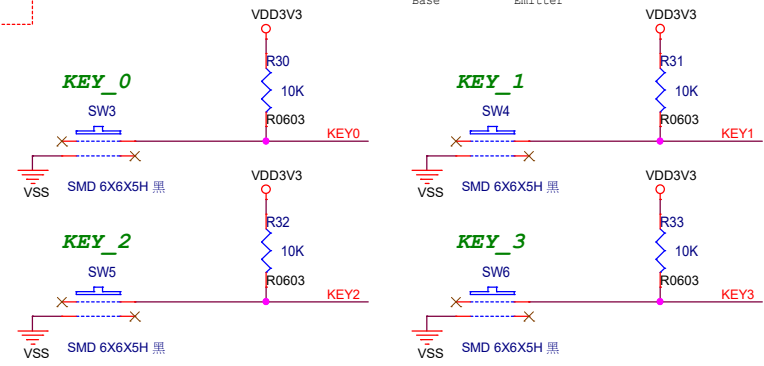 Base Emitter
VDD3V3 VDD3V3
R30 R31
KEY_0 KEY_1
10K 10K
SW3 SW4
R0603 R0603
KEY0 KEY1
VSS SMD 6X6X5H 黑 VSS SMD 6X6X5H 黑
VDD3V3 VDD3V3
R32 R33
KEY_2 KEY_3
10K 10K
SW5 SW6
R0603 R0603
KEY2 KEY3
VSS SMD 6X6X5H 黑 VSS SMD 6X6X5H 黑